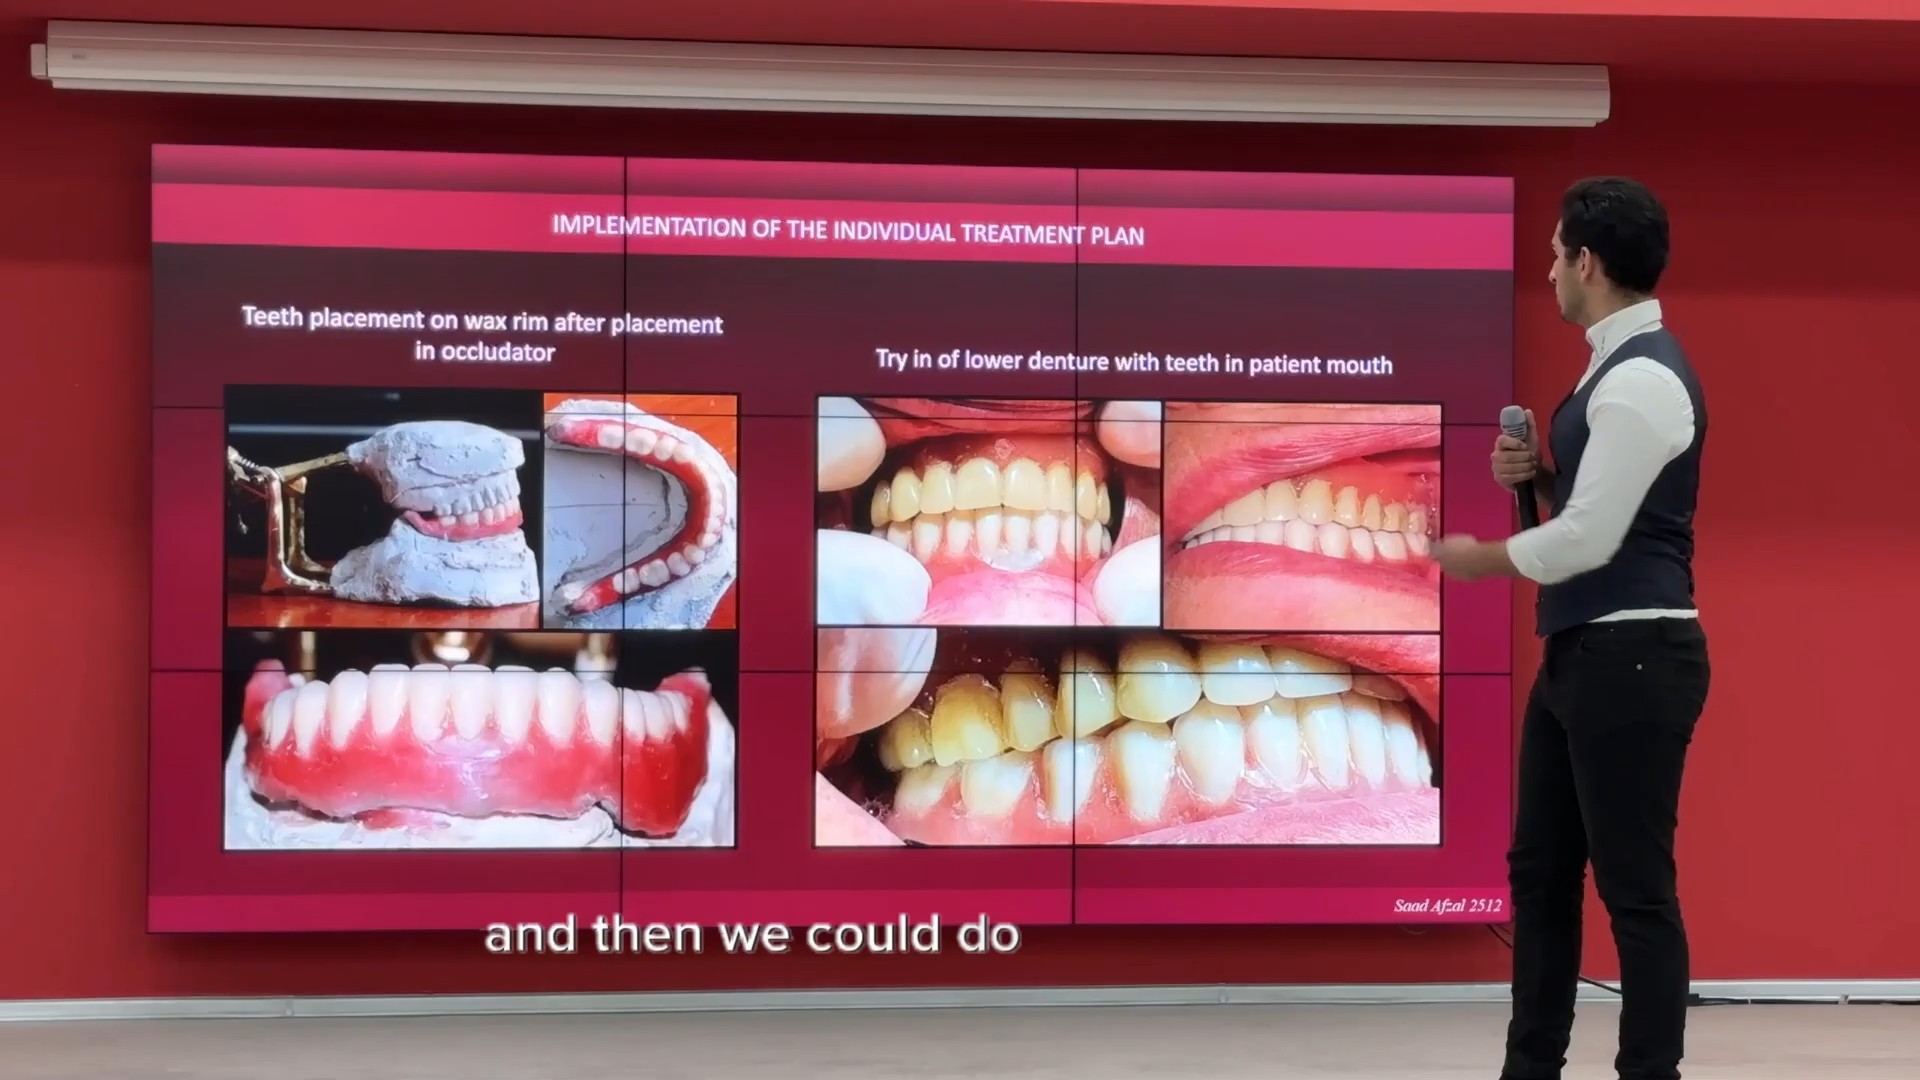 IMPLEMENTATION OF THE INDIVIDUAL TREATMENT PLAN
Teeth placement on wax rim after placement
in occludator
Try in of lower denture with teeth in patient mouth
Saad Afzal 2512
and then we could do